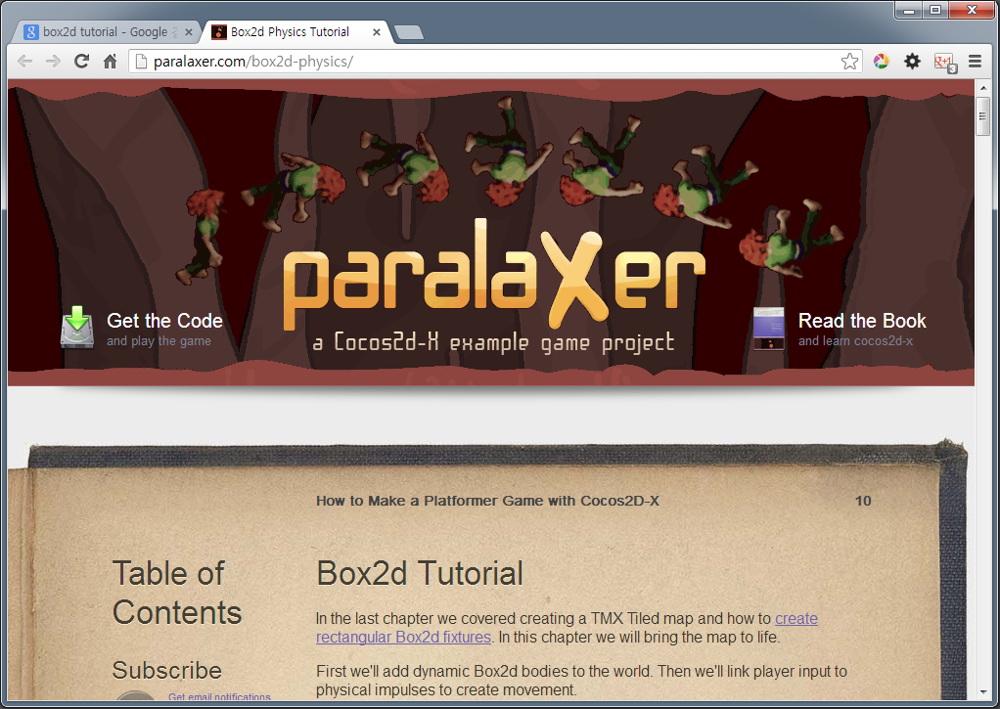 box2d tutorial - Google
Box2d Physics Tutorial
paralaxer.com/box2d-physics/
g+1
3
paralaXer
a Cocos2d-X example game project
Get the Code
and play the game
Read the Book
and learn cocos2d-x
How to Make a Platformer Game with Cocos2D-X
10
Table of
Contents
Subscribe
Get email notifications
Box2d Tutorial
In the last chapter we covered creating a TMX Tiled map and how to create
rectangular Box2d fixtures. In this chapter we will bring the map to life.
First we'll add dynamic Box2d bodies to the world. Then we'll link player input to
physical impulses to create movement.